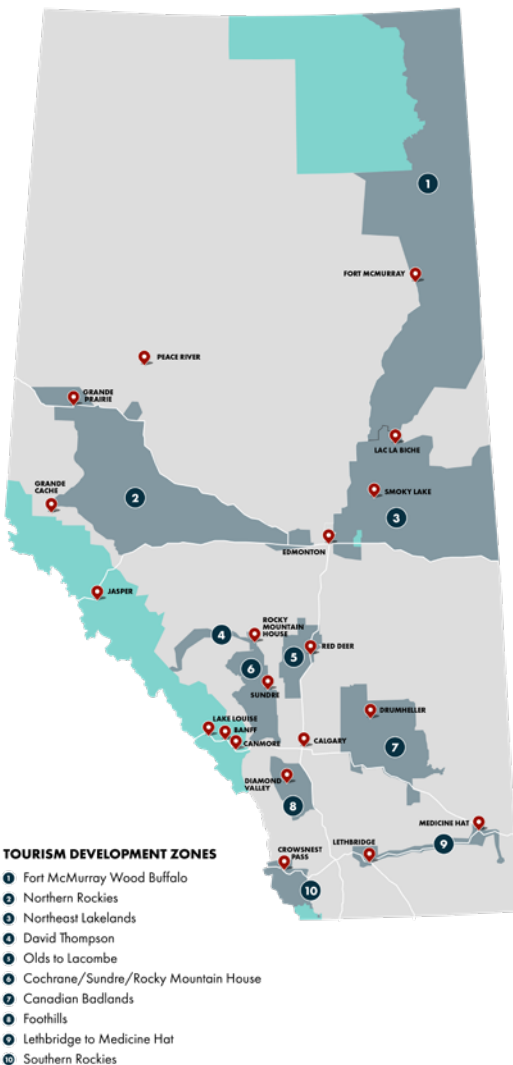 1
FORT MCMURRAY
PEACE RIVER
GRANDE
PRAIRIE
LAC LA BICHE
GRANDE
CACHE
2
SMOKY LAKE
3
EDMONTON
JASPER
ROCKY
MOUNTAIN
HOUSE
4
RED DEER
5
6
SUNDRE
DRUMHELLER
LAKE LOUISE
BANFF
CANMORE
CALGARY
7
DIAMOND
VALLEY
8
MEDICINE HAT
LETHBRIDGE
9
CROWSNEST
PASS
10
TOURISM DEVELOPMENT ZONES
1 Fort McMurray Wood Buffalo
2 Northern Rockies
3 Northeast Lakelands
4 David Thompson
5 Olds to Lacombe
6 Cochrane/Sundre/Rocky Mountain House
7 Canadian Badlands
8 Foothills
9 Lethbridge to Medicine Hat
10 Southern Rockies